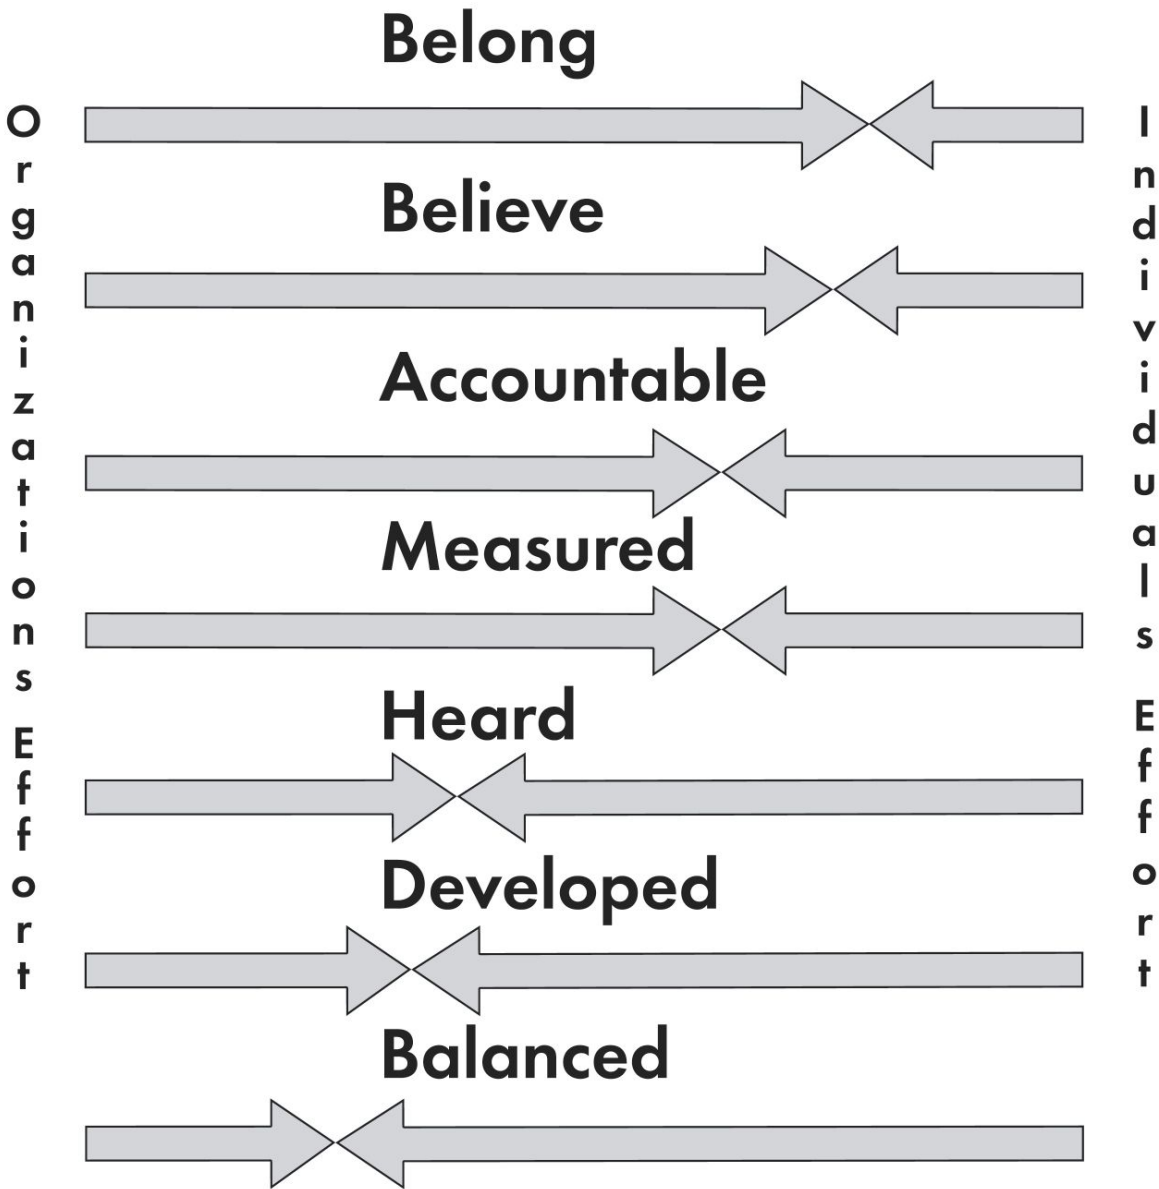 Belong
Believe
Accountable
Measured
Heard
Developed
Balanced
Organizations Effort
Individuals Effort